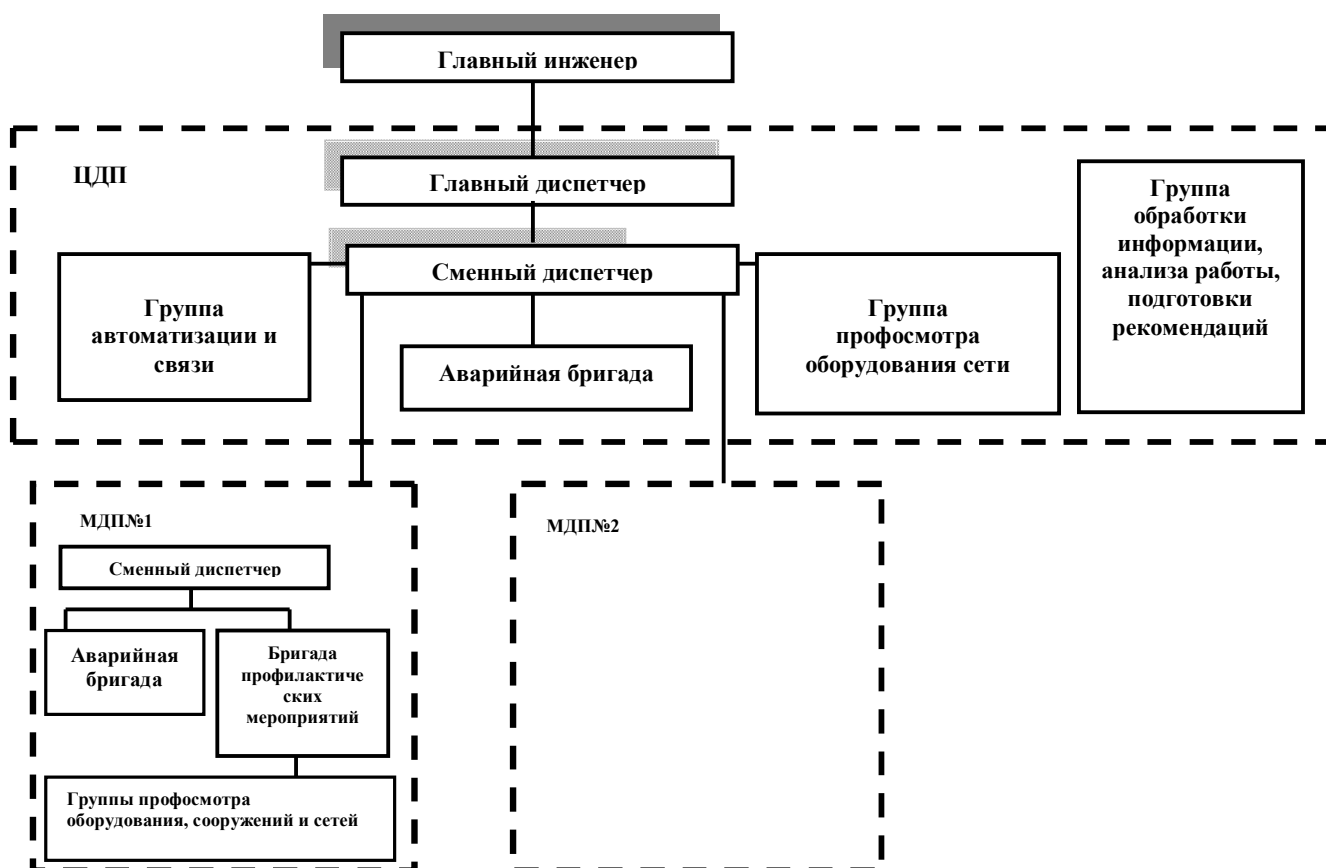 Главный инженер
ЦДП
Главный диспетчер
Группа
обработки
информации,
анализа работы,
подготовки
рекомендаций
Сменный диспетчер
Группа
автоматизации и
связи
Аварийная бригада
Группа
профосмотра
оборудования сети
МДП№1
Сменный диспетчер
Аварийная
бригада
Бригада
профилактиче
ских
мероприятий
Группы профосмотра
оборудования, сооружений и сетей
МДП№2